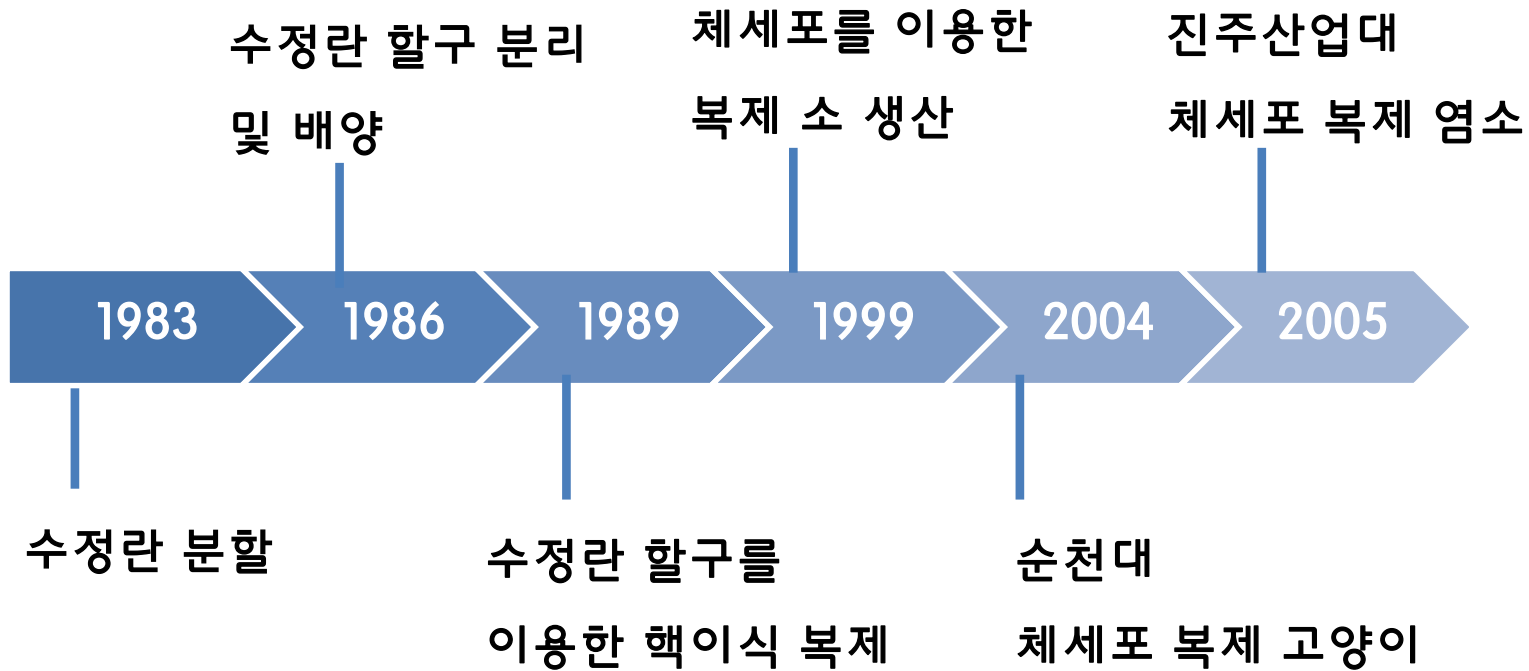 수정란 할구 분리
및 배양
체세포를 이용한
복제 소 생산
진주산업대
체세포 복제 염소
1983
1986
1989
1999
2004
2005
수정란 분할
수정란 할구를
이용한 핵이식 복제
순천대
체세포 복제 고양이